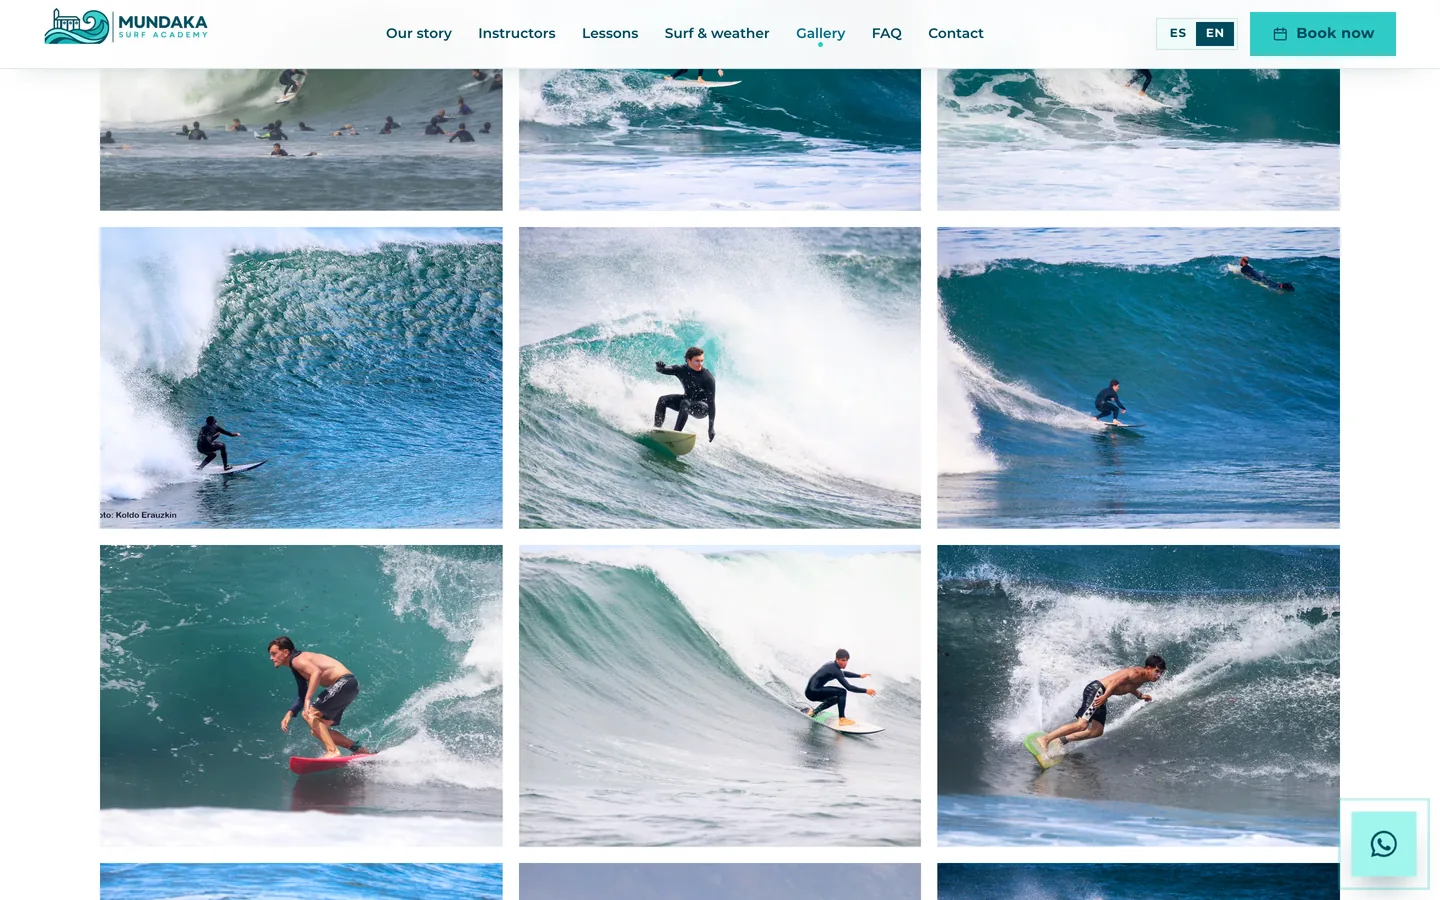 MUNDAKA
SURF ACADEMY
Our story
Instructors
Lessons
Surf & weather
Gallery
FAQ
Contact
ES
EN
Book now
oto: Koldo Erauzkin